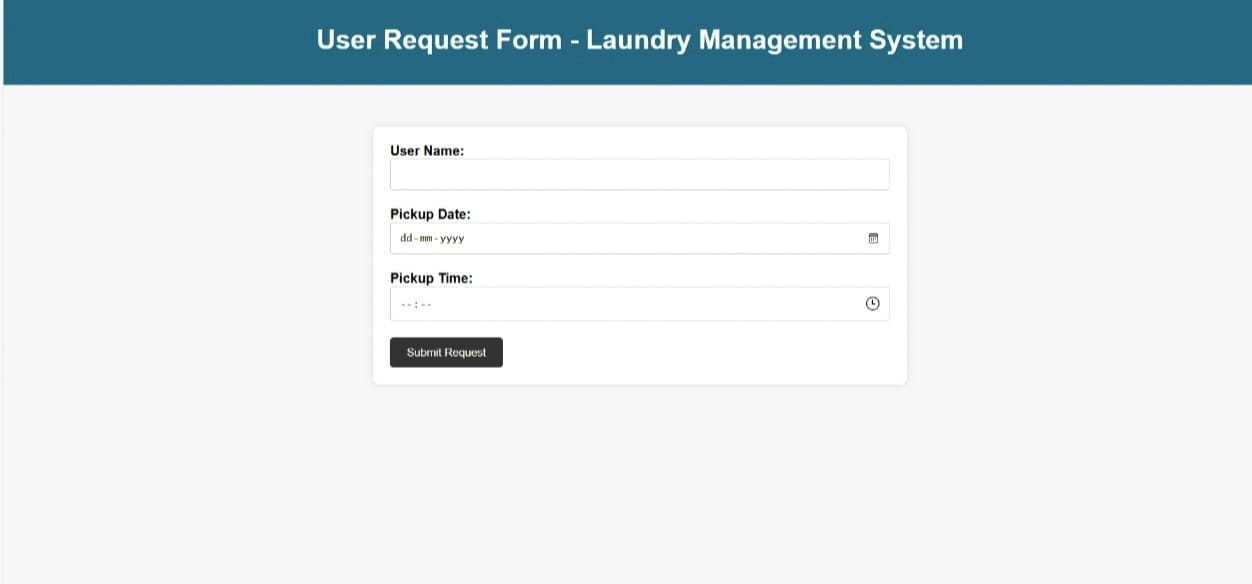 User Request Form - Laundry Management System
User Name:
Pickup Date:
dd-mm-yyyy
Pickup Time:
--:--
Submit Request